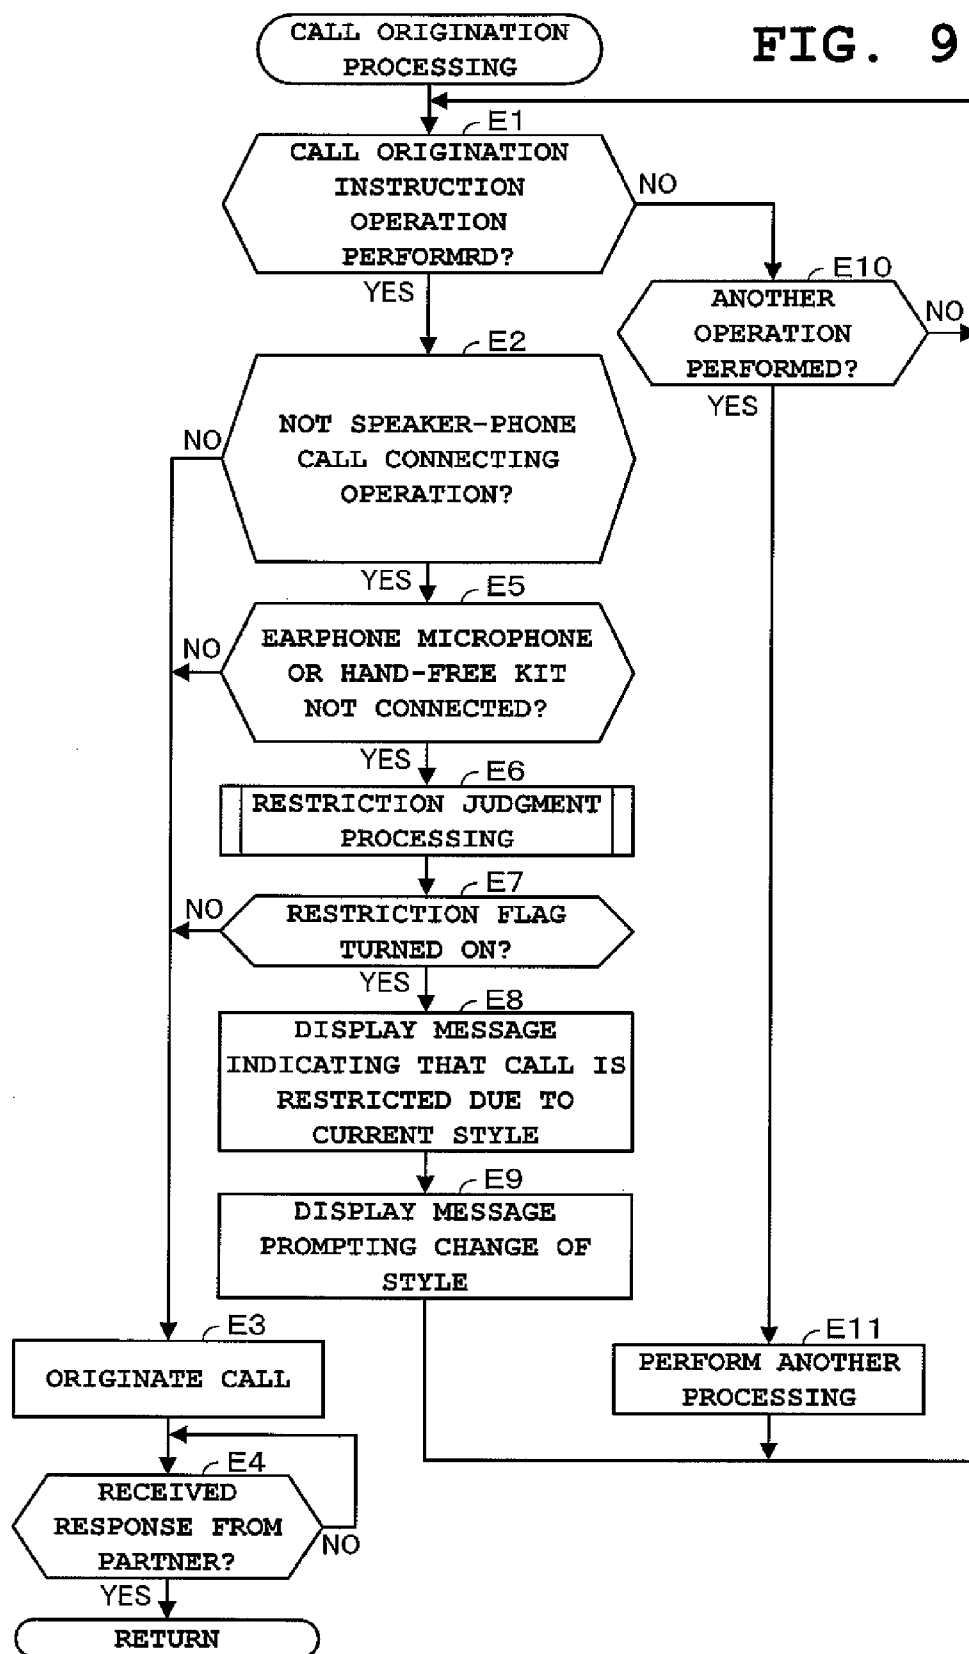 CALL ORIGINATION
PROCESSING
FIG. 9
E1
CALL ORIGINATION
INSTRUCTION
OPERATION
PERFORMRD?
NO
YES
E10
ANOTHER
OPERATION
PERFORMED?
NO
YES
E2
NOT SPEAKER-PHONE
CALL CONNECTING
OPERATION?
NO
YES
E5
EARPHONE MICROPHONE
OR HAND-FREE KIT
NOT CONNECTED?
NO
YES
E6
RESTRICTION JUDGMENT
PROCESSING
E7
RESTRICTION FLAG
TURNED ON?
NO
YES
E8
DISPLAY MESSAGE
INDICATING THAT CALL IS
RESTRICTED DUE TO
CURRENT STYLE
E9
DISPLAY MESSAGE
PROMPTING CHANGE OF
STYLE
E3
ORIGINATE CALL
E11
PERFORM ANOTHER
PROCESSING
E4
RECEIVED
RESPONSE FROM
PARTNER?
NO
YES
RETURN